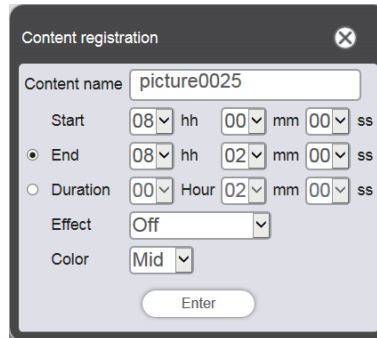 Content registration
Content name picture0025
Start 08 hh 00 mm 00 ss
End 08 hh 02 mm 00 ss
Duration 00 Hour 02 mm 00 ss
Effect Off
Color Mid
Enter